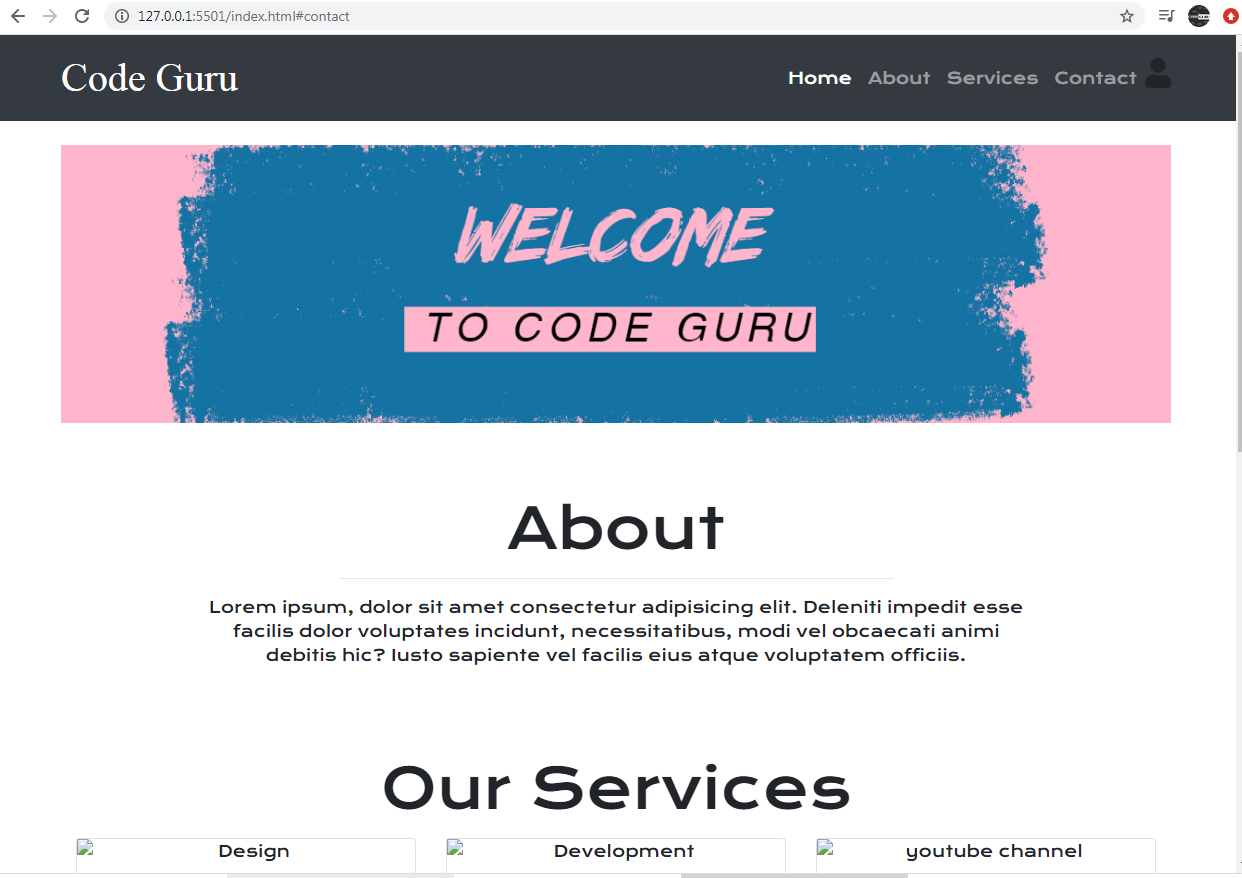 127.0.0.1:5501/index.html#contact
Code Guru
Home About Services Contact
WELCOME
TO CODE GURU
About
Lorem ipsum, dolor sit amet consectetur adipisicing elit. Deleniti impedit esse
facilis dolor voluptates incidunt, necessitatibus, modi vel obcaecati animi
debitis hic? Iusto sapiente vel facilis eius atque voluptatem officiis.
Our Services
Design Development youtube channel